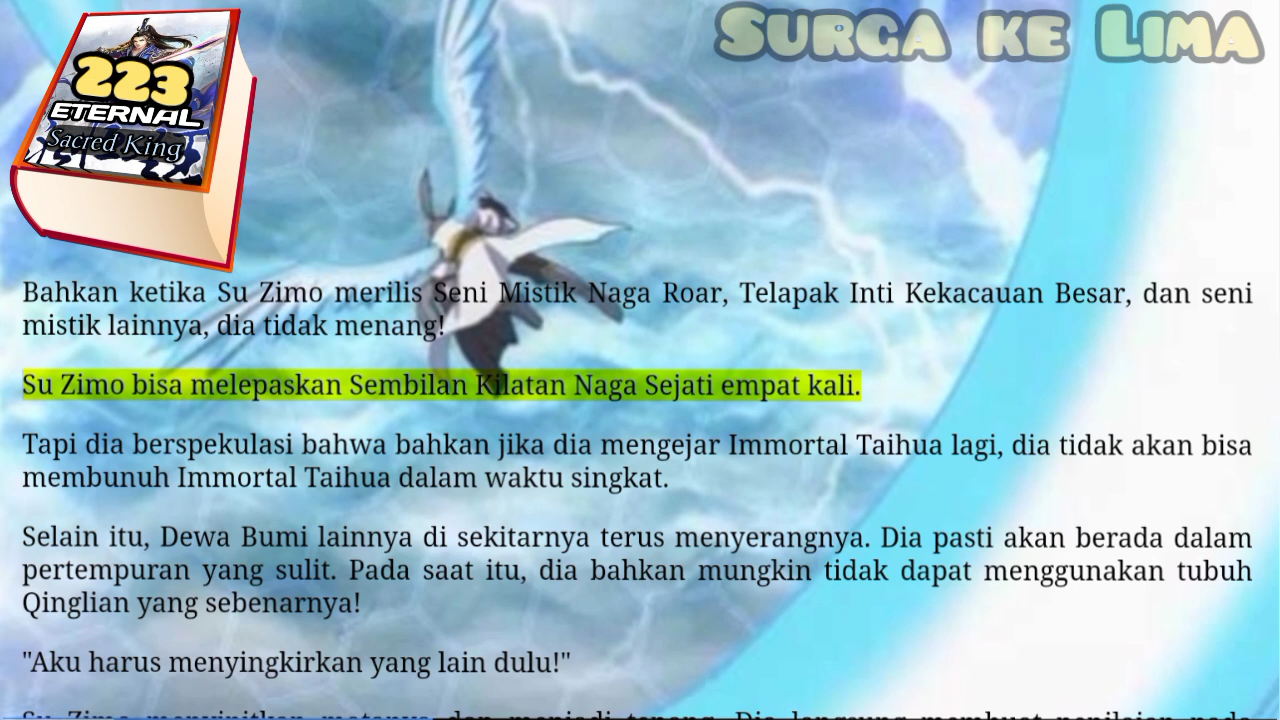 SURGA KE LIMA
223
ETERNAL
Sacred King
Bahkan ketika Su Zimo merilis Seni Mistik Naga Roar, Telapak Inti Kekacauan Besar, dan seni
mistik lainnya, dia tidak menang!
Su Zimo bisa melepaskan Sembilan Kilatan Naga Sejati empat kali.
Tapi dia berspekulasi bahwa bahkan jika dia mengejar Immortal Taihua lagi, dia tidak akan bisa
membunuh Immortal Taihua dalam waktu singkat.
Selain itu, Dewa Bumi lainnya di sekitarnya terus menyerangnya. Dia pasti akan berada dalam
pertempuran yang sulit. Pada saat itu, dia bahkan mungkin tidak dapat menggunakan tubuh
Qinglian yang sebenarnya!
"Aku harus menyingkirkan yang lain dulu!"